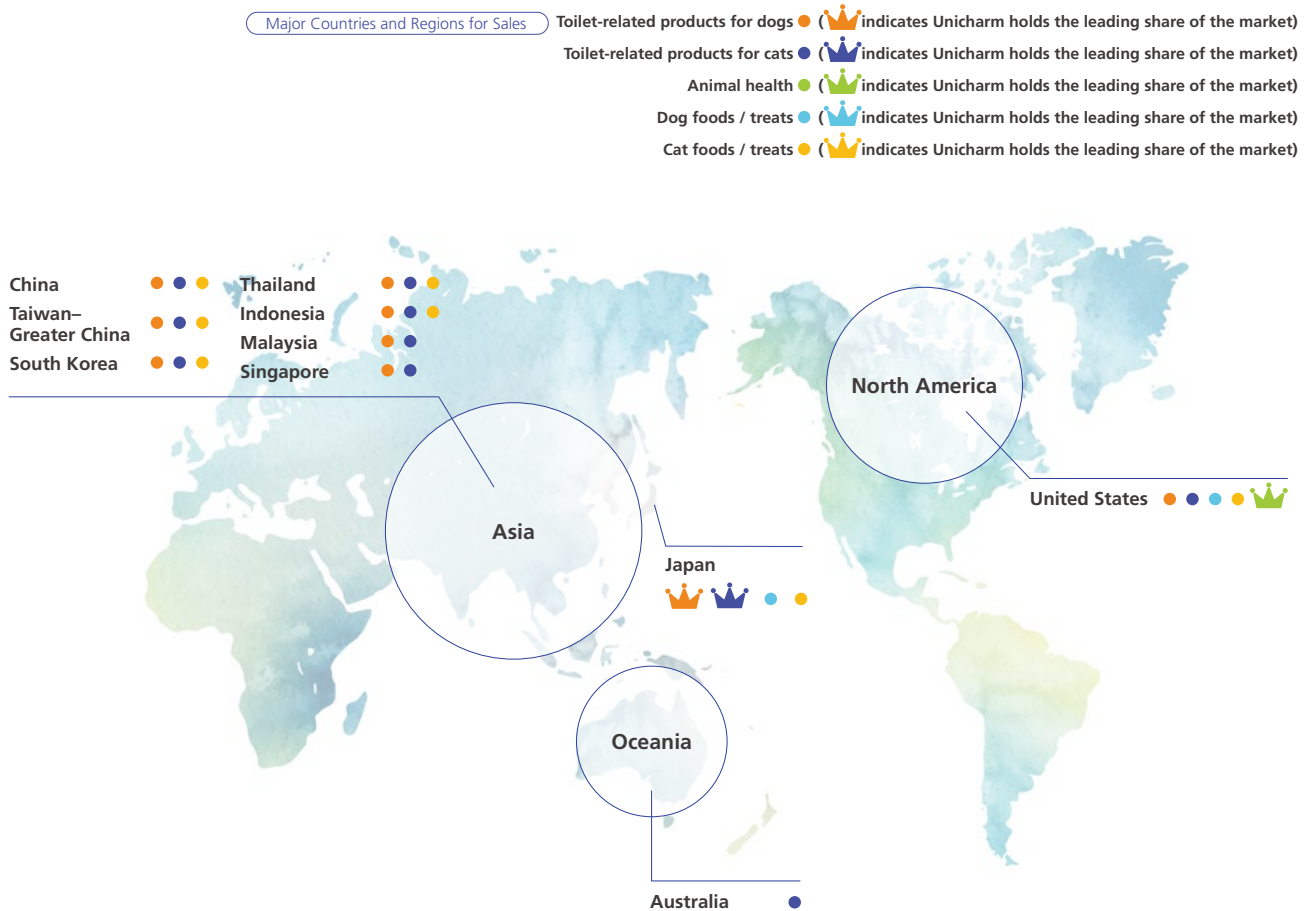 Major Countries and Regions for Sales
Toilet-related products for dogs ( indicates Unicharm holds the leading share of the market)
Toilet-related products for cats ( indicates Unicharm holds the leading share of the market)
Animal health ( indicates Unicharm holds the leading share of the market)
Dog foods / treats ( indicates Unicharm holds the leading share of the market)
Cat foods / treats ( indicates Unicharm holds the leading share of the market)
China
Taiwan–
Greater China
South Korea
Thailand
Indonesia
Malaysia
Singapore
North America
United States
Asia
Japan
Oceania
Australia